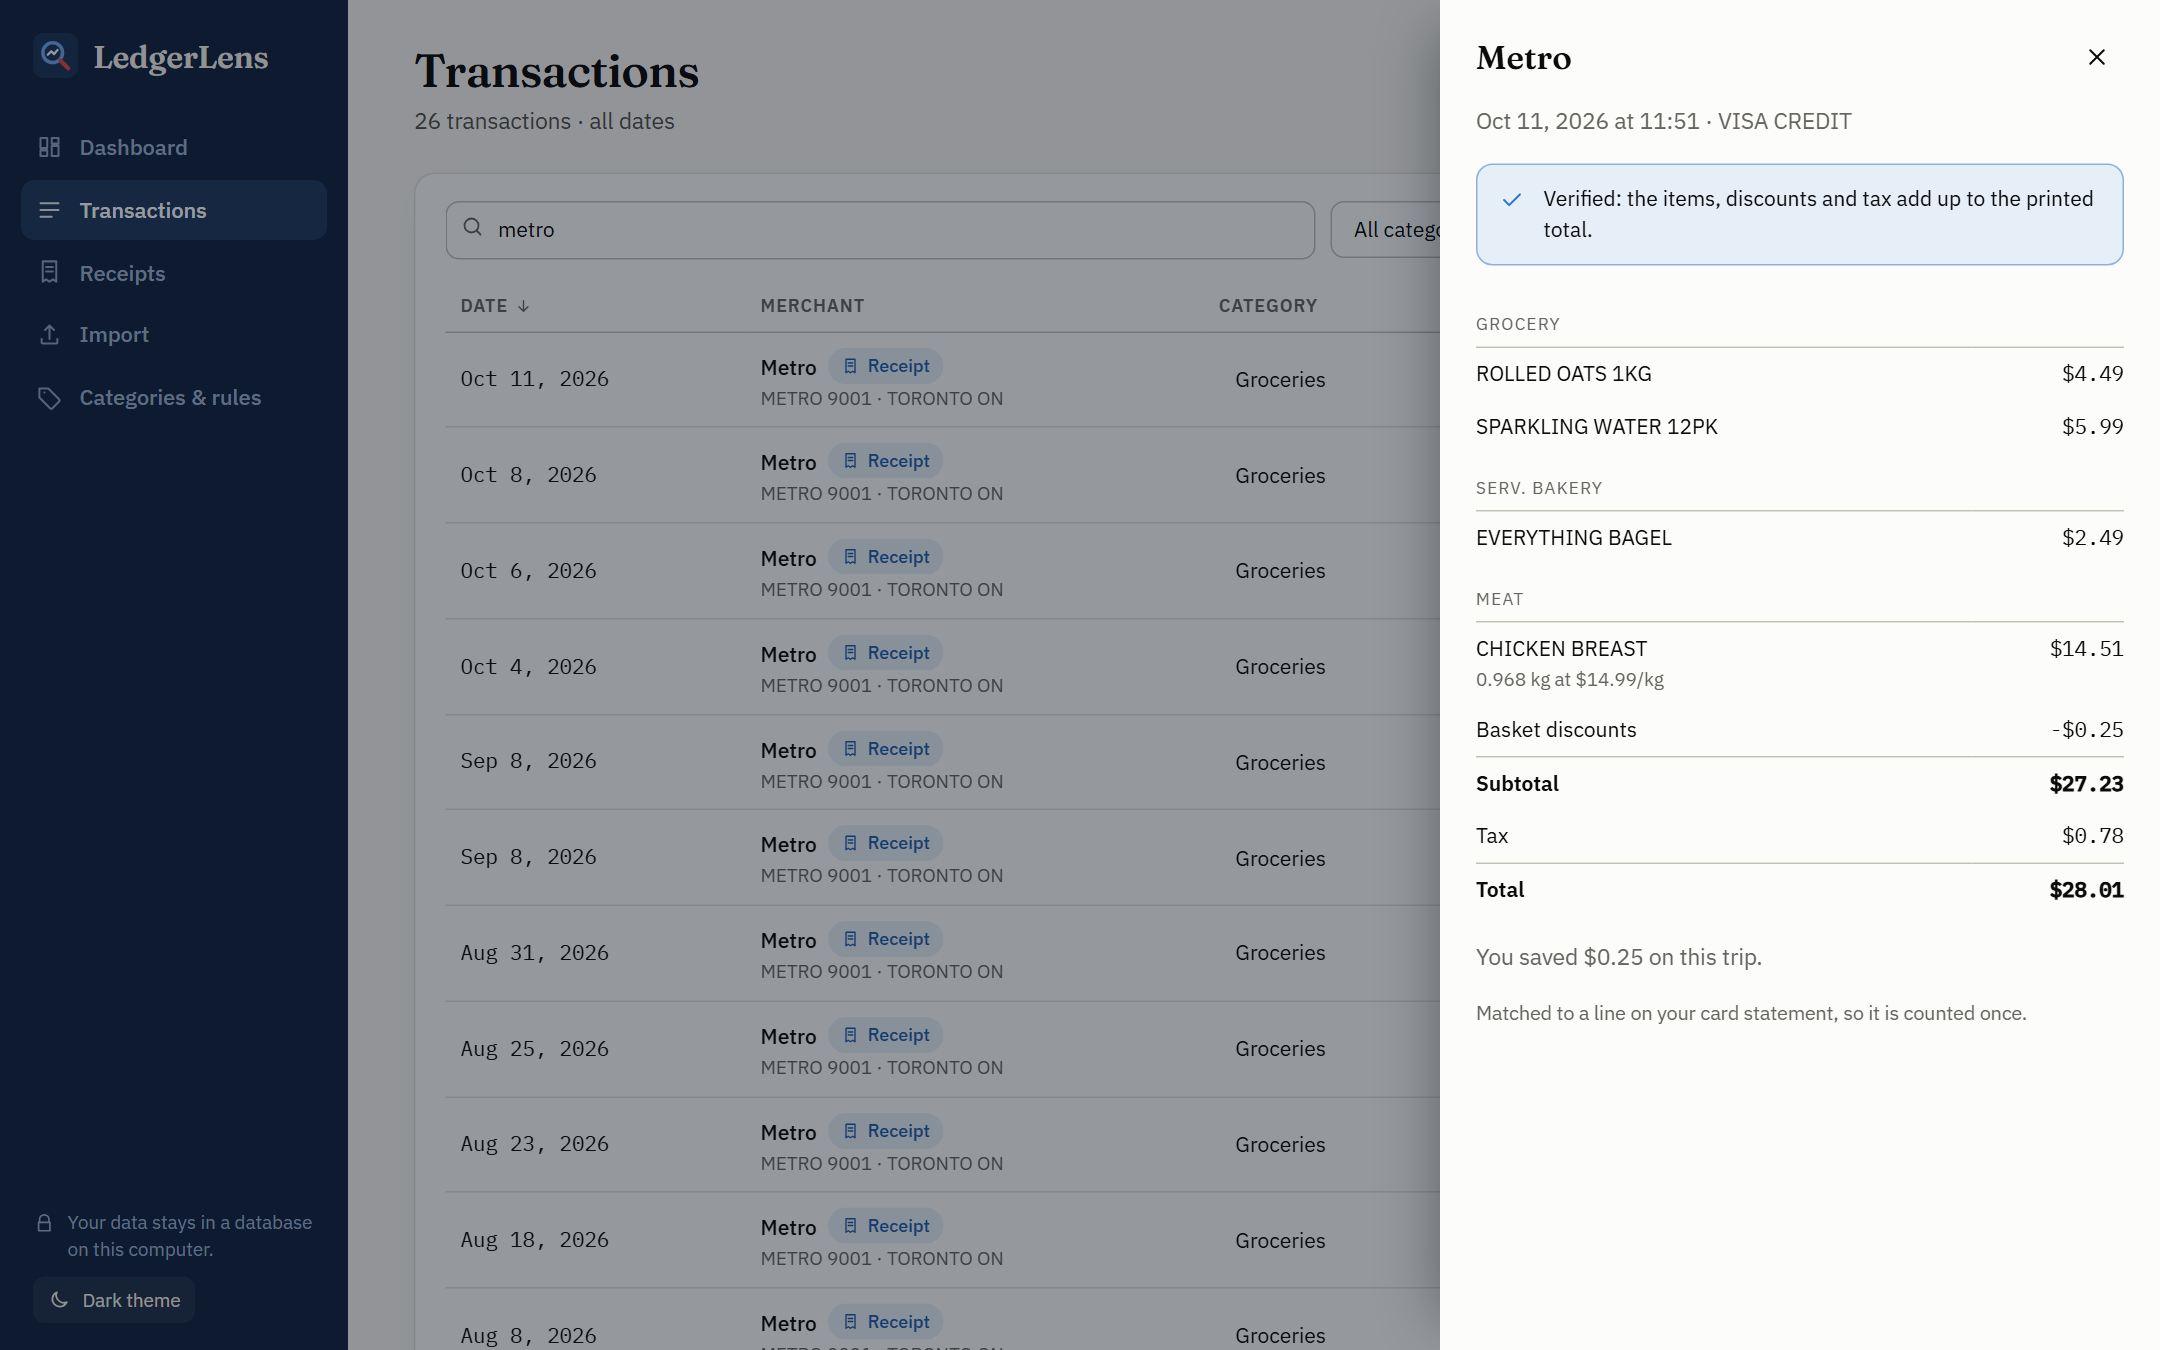 LedgerLens
Dashboard
Transactions
Receipts
Import
Categories & rules
Your data stays in a database
on this computer.
Dark theme
Transactions
26 transactions · all dates
metro
All catego
DATE ↓ MERCHANT CATEGORY
Oct 11, 2026 Metro Receipt Groceries
METRO 9001 · TORONTO ON
Oct 8, 2026 Metro Receipt Groceries
METRO 9001 · TORONTO ON
Oct 6, 2026 Metro Receipt Groceries
METRO 9001 · TORONTO ON
Oct 4, 2026 Metro Receipt Groceries
METRO 9001 · TORONTO ON
Sep 8, 2026 Metro Receipt Groceries
METRO 9001 · TORONTO ON
Sep 8, 2026 Metro Receipt Groceries
METRO 9001 · TORONTO ON
Aug 31, 2026 Metro Receipt Groceries
METRO 9001 · TORONTO ON
Aug 25, 2026 Metro Receipt Groceries
METRO 9001 · TORONTO ON
Aug 23, 2026 Metro Receipt Groceries
METRO 9001 · TORONTO ON
Aug 18, 2026 Metro Receipt Groceries
METRO 9001 · TORONTO ON
Aug 8, 2026 Metro Receipt Groceries
Metro
Oct 11, 2026 at 11:51 · VISA CREDIT
Verified: the items, discounts and tax add up to the printed
total.
GROCERY
ROLLED OATS 1KG $4.49
SPARKLING WATER 12PK $5.99
SERV. BAKERY
EVERYTHING BAGEL $2.49
MEAT
CHICKEN BREAST $14.51
0.968 kg at $14.99/kg
Basket discounts -$0.25
Subtotal $27.23
Tax $0.78
Total $28.01
You saved $0.25 on this trip.
Matched to a line on your card statement, so it is counted once.